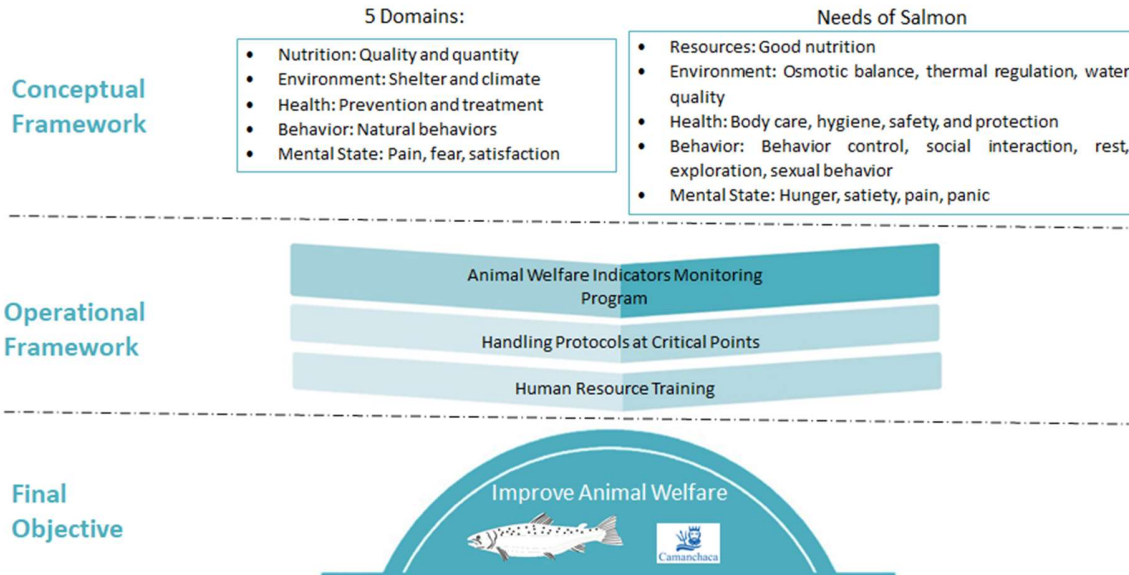 5 Domains:
Needs of Salmon
Conceptual
Framework
• Nutrition: Quality and quantity
• Environment: Shelter and climate
• Health: Prevention and treatment
• Behavior: Natural behaviors
• Mental State: Pain, fear, satisfaction
• Resources: Good nutrition
• Environment: Osmotic balance, thermal regulation, water
quality
• Health: Body care, hygiene, safety, and protection
• Behavior: Behavior control, social interaction, rest,
exploration, sexual behavior
• Mental State: Hunger, satiety, pain, panic
Operational
Framework
Animal Welfare Indicators Monitoring
Program
Handling Protocols at Critical Points
Human Resource Training
Final
Objective
Improve Animal Welfare
Camanchaca